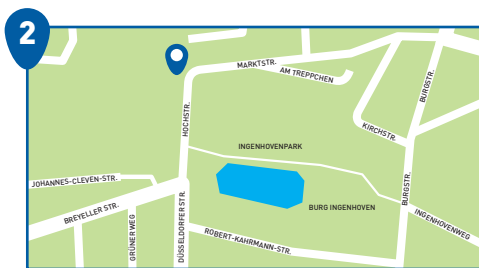 2
MARKTSTR.
AM TREPPCHEN
BURGSTR.
HOCHSTR.
KIRCHSTR.
INGENHOVENPARK
JOHANNES-CLEVEN-STR.
BURGSTR.
BREYELLER STR.
GRÜNER WEG
DÜSSELDORFER STR.
BURG INGENHOVEN
INGENHOVENWEG
ROBERT-KAHRMANN-STR.